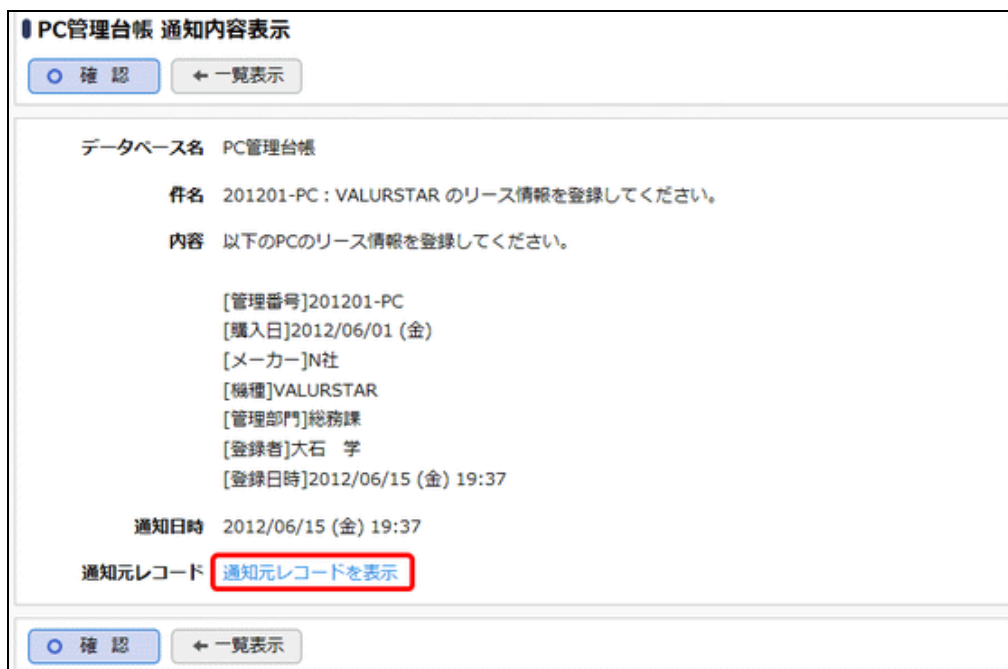 PC管理台帳 通知内容表示
確 認 ← 一覧表示
データベース名 PC管理台帳
件名 201201-PC : VALURSTAR のリース情報を登録してください。
内容 以下のPCのリース情報を登録してください。
[管理番号]201201-PC
[購入日]2012/06/01 (金)
[メーカー]N社
[機種]VALURSTAR
[管理部門]総務課
[登録者]大石　学
[登録日時]2012/06/15 (金) 19:37
通知日時 2012/06/15 (金) 19:37
通知元レコード 通知元レコードを表示
確 認 ← 一覧表示